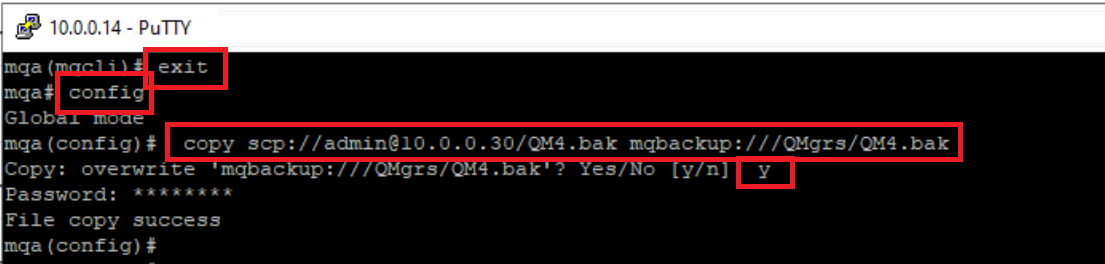 10.0.0.14 - PuTTY
mqa(mqcli)# exit
mqa# config
Global mode
mqa(config)# copy scp://admin@10.0.0.30/QM4.bak mqbackup:///QMgrs/QM4.bak
Copy: overwrite 'mqbackup:///QMgrs/QM4.bak'? Yes/No [y/n] y
Password: ********
File copy success
mqa(config)#